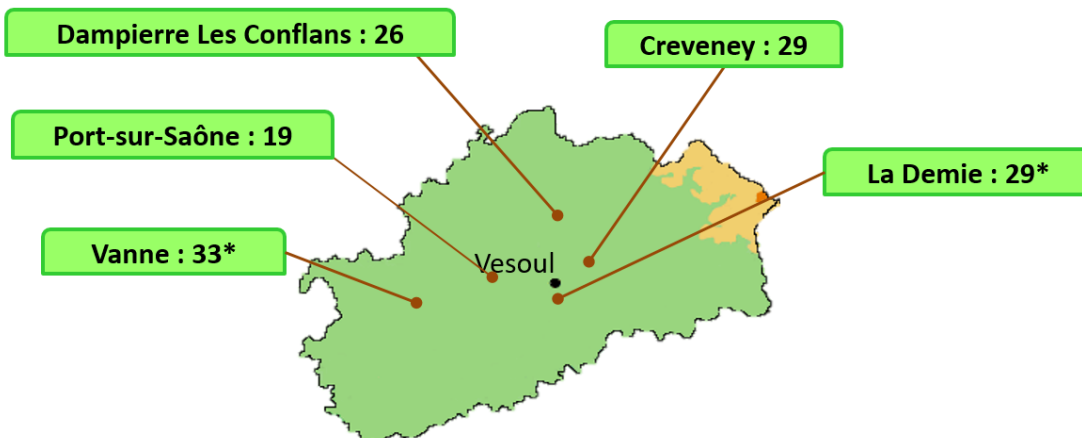 Dampierre Les Conflans : 26
Creveney : 29
Port-sur-Saône : 19
La Demie : 29*
Vanne : 33*
Vesoul